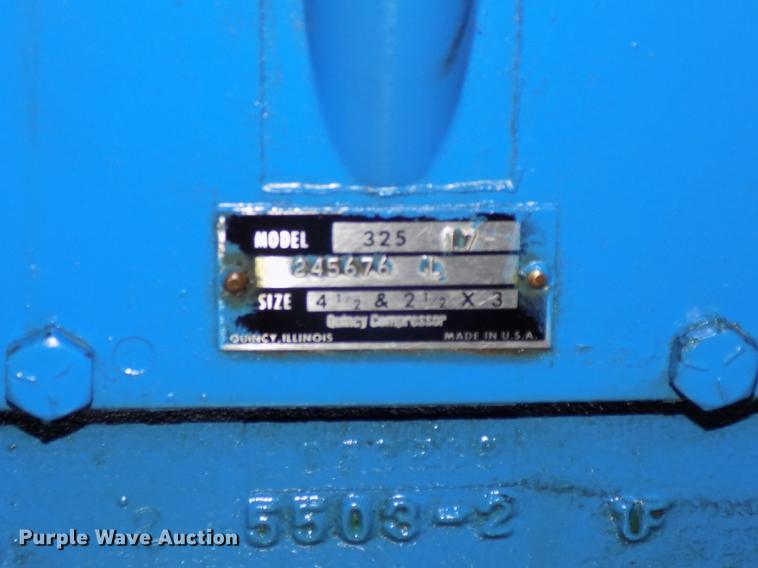 MODEL 325 17
245676 L
SIZE 4 1/2 & 2 1/2 X 3
Quincy Compressor
QUINCY, ILLINOIS MADE IN U.S.A.
5503-2
Purple Wave Auction